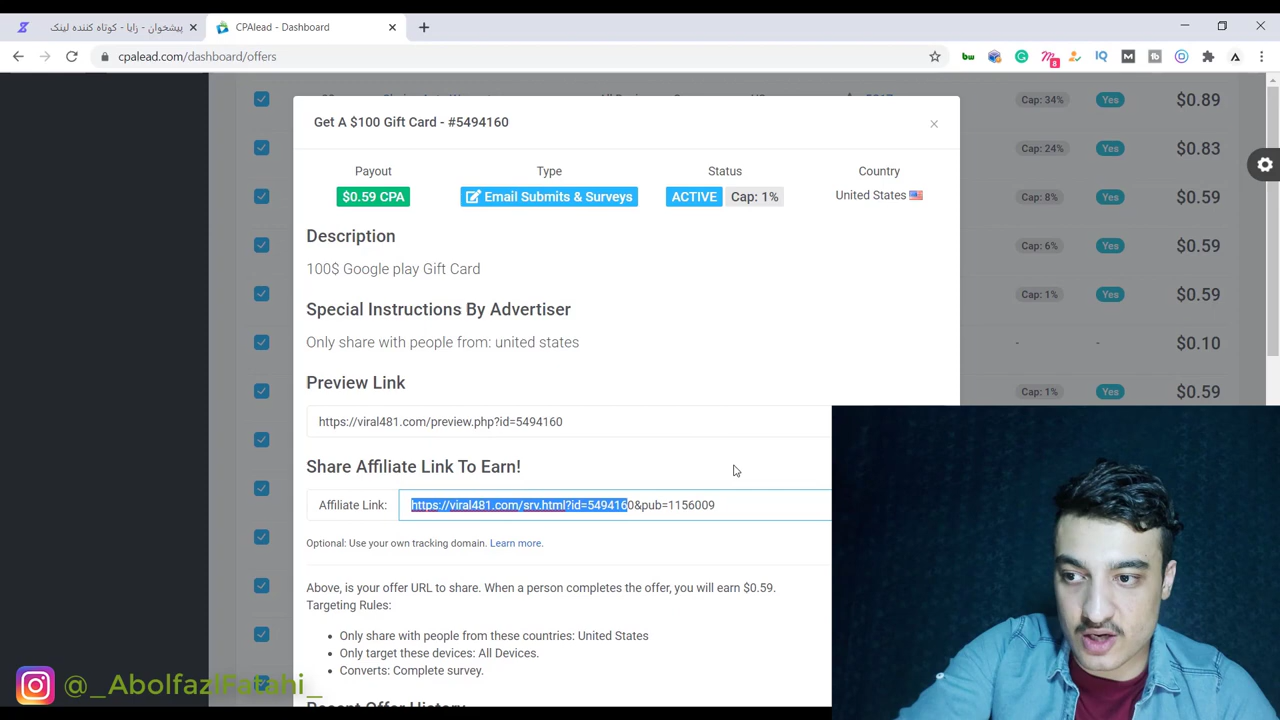 پیشخوان - زایا - کوتاه کننده لینک
CPAlead - Dashboard
cpalead.com/dashboard/offers
8
Cap: 34% Yes $0.89
Get A $100 Gift Card - #5494160
Cap: 24% Yes $0.83
Payout Type Status Country
$0.59 CPA Email Submits & Surveys ACTIVE Cap: 1% United States
Cap: 8% Yes $0.59
Description
Cap: 6% Yes $0.59
100$ Google play Gift Card
Cap: 1% Yes $0.59
Special Instructions By Advertiser
Only share with people from: united states
- - $0.10
Preview Link
Cap: 1% Yes $0.59
https://viral481.com/preview.php?id=5494160
Share Affiliate Link To Earn!
Affiliate Link: https://viral481.com/srv.html?id=5494160&pub=1156009
Optional: Use your own tracking domain. Learn more.
Above, is your offer URL to share. When a person completes the offer, you will earn $0.59.
Targeting Rules:
Only share with people from these countries: United States
Only target these devices: All Devices.
Converts: Complete survey.
@_AbolfazlFatahi_
Recent Offer History